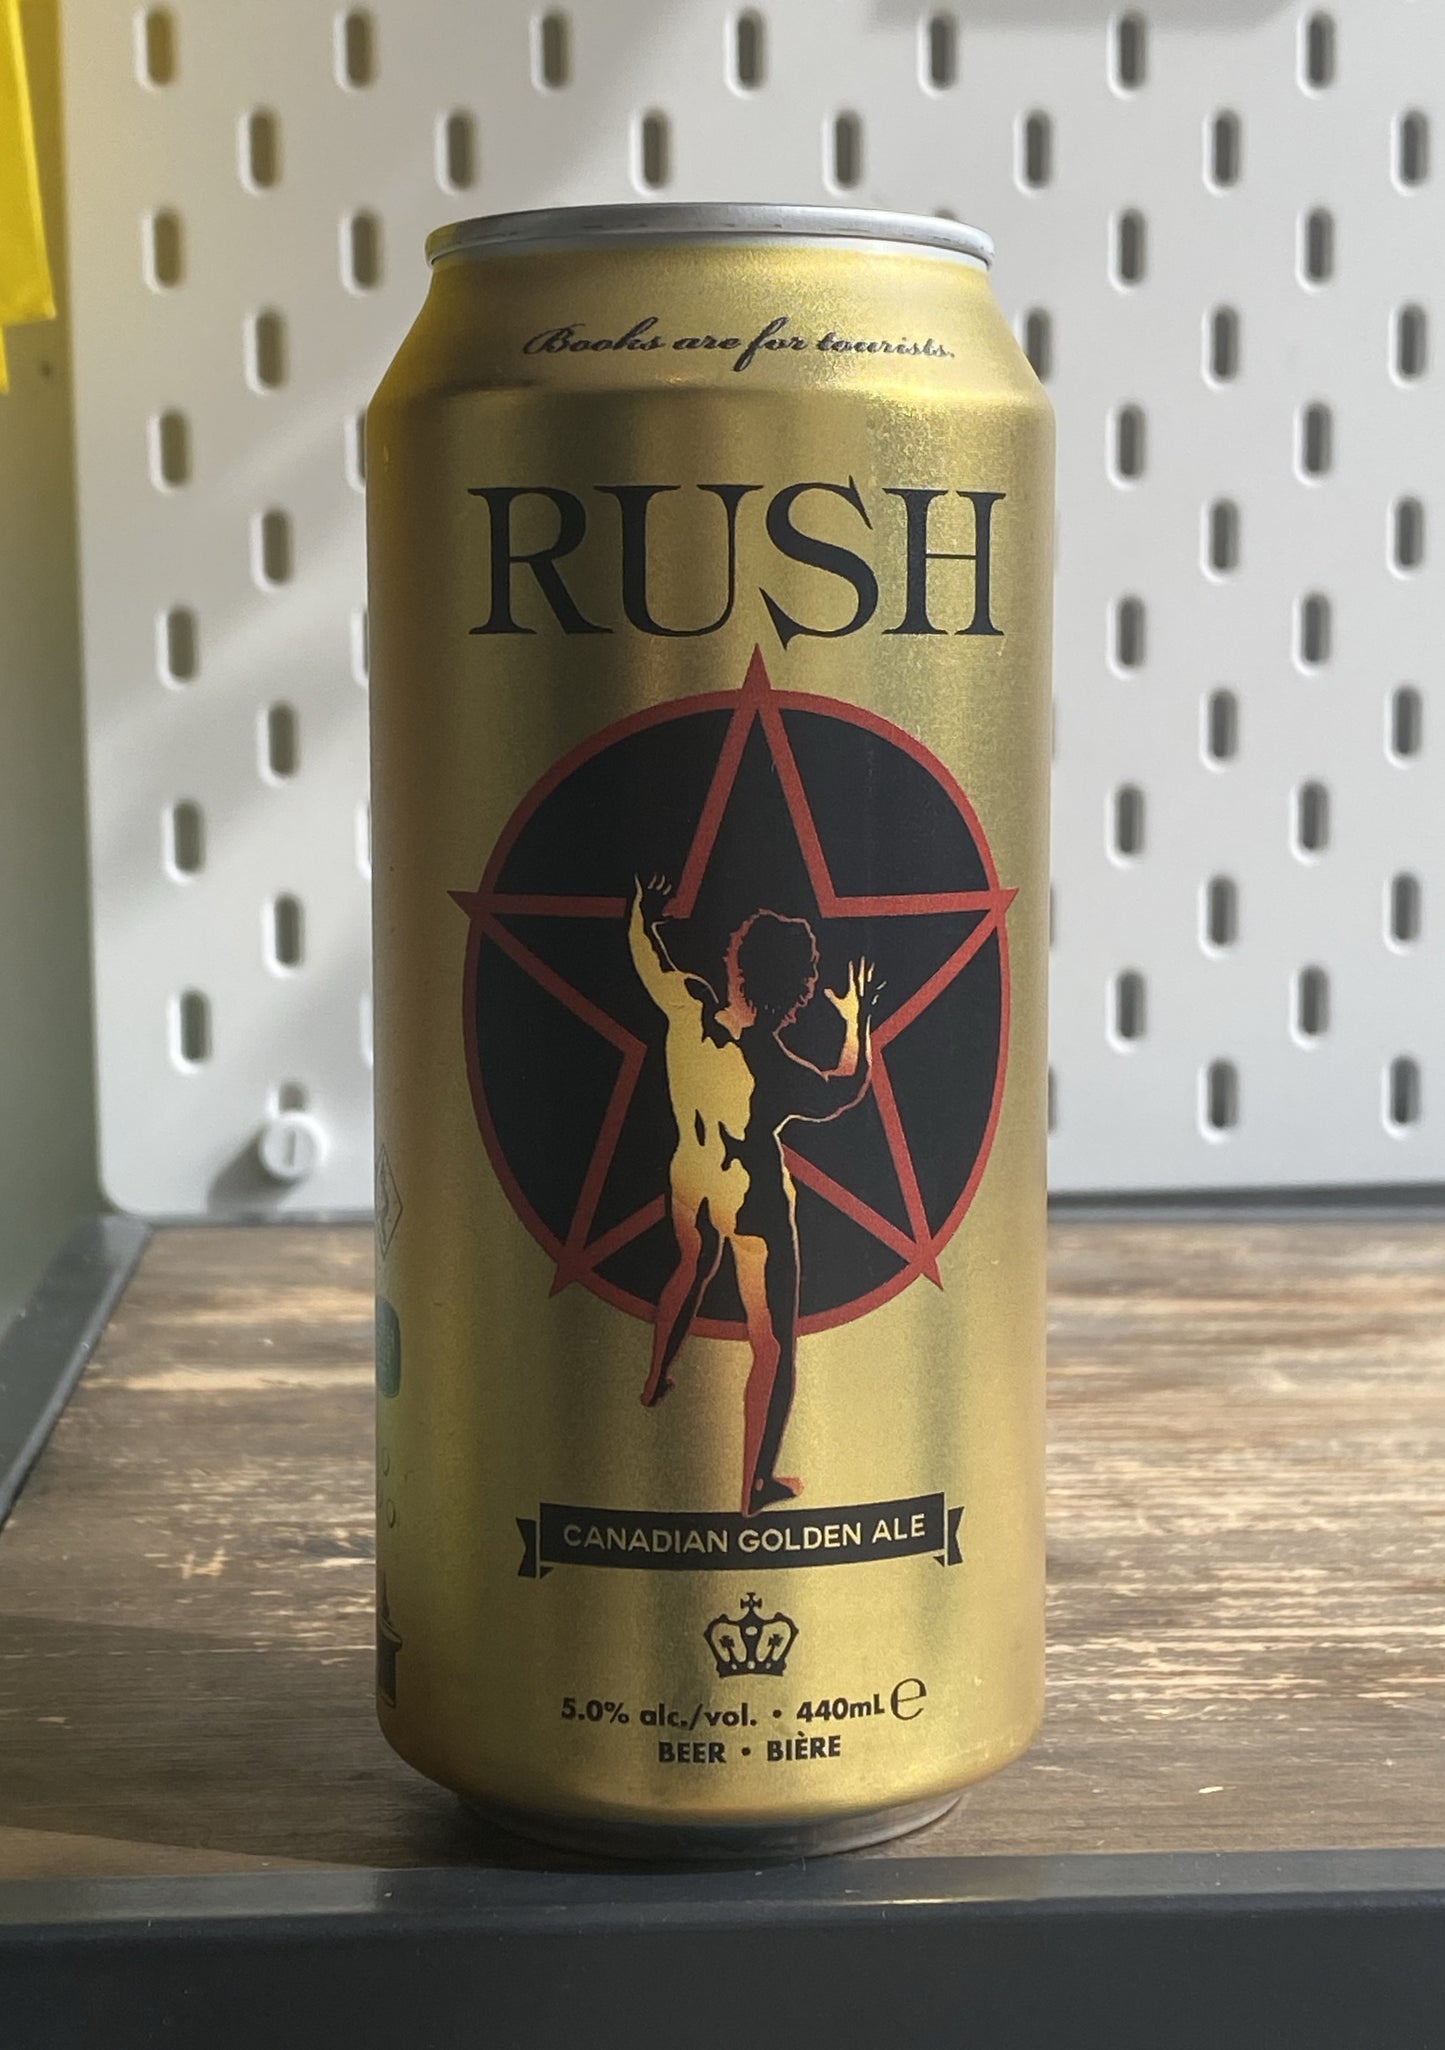 Books are for tourists.
RUSH
CANADIAN GOLDEN ALE
5.0% alc./vol. • 440mL ℮
BEER • BIÈRE